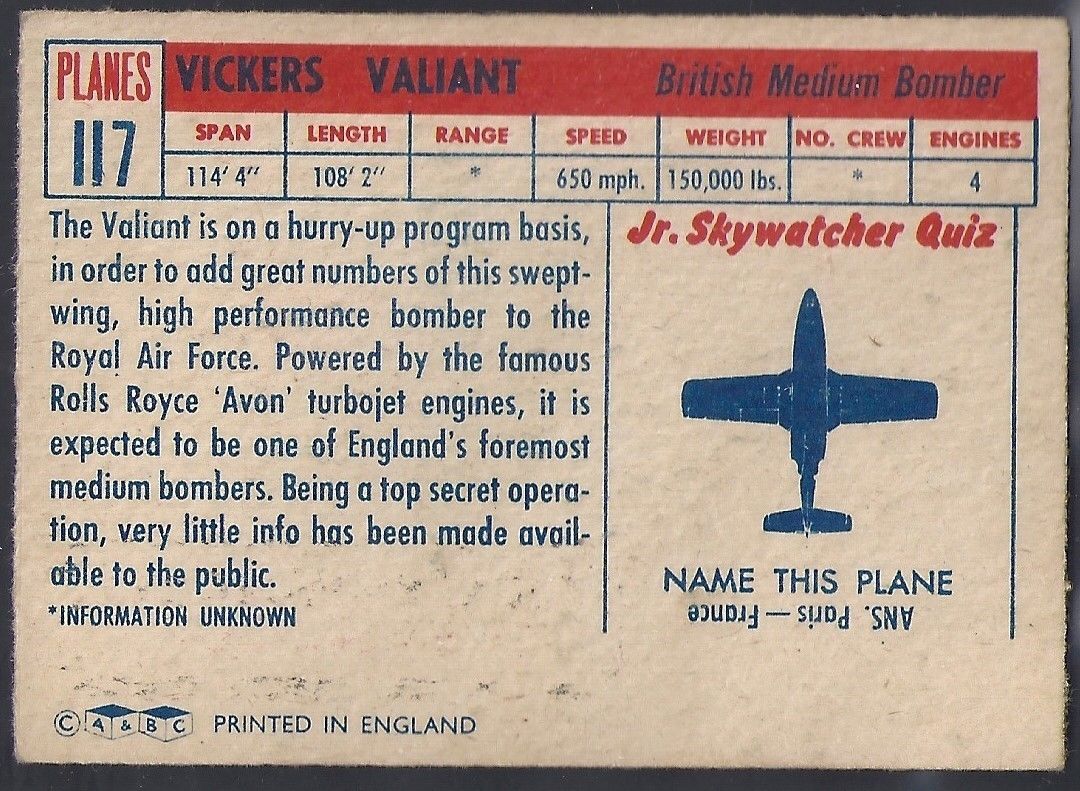 PLANES
117
VICKERS VALIANT British Medium Bomber
SPAN LENGTH RANGE SPEED WEIGHT NO. CREW ENGINES
114' 4" 108' 2" * 650 mph. 150,000 lbs. * 4
The Valiant is on a hurry-up program basis,
in order to add great numbers of this swept-
wing, high performance bomber to the
Royal Air Force. Powered by the famous
Rolls Royce 'Avon' turbojet engines, it is
expected to be one of England's foremost
medium bombers. Being a top secret opera-
tion, very little info has been made avail-
able to the public.
*INFORMATION UNKNOWN
Jr. Skywatcher Quiz
NAME THIS PLANE
ANS. Paris — France
© A & B C PRINTED IN ENGLAND